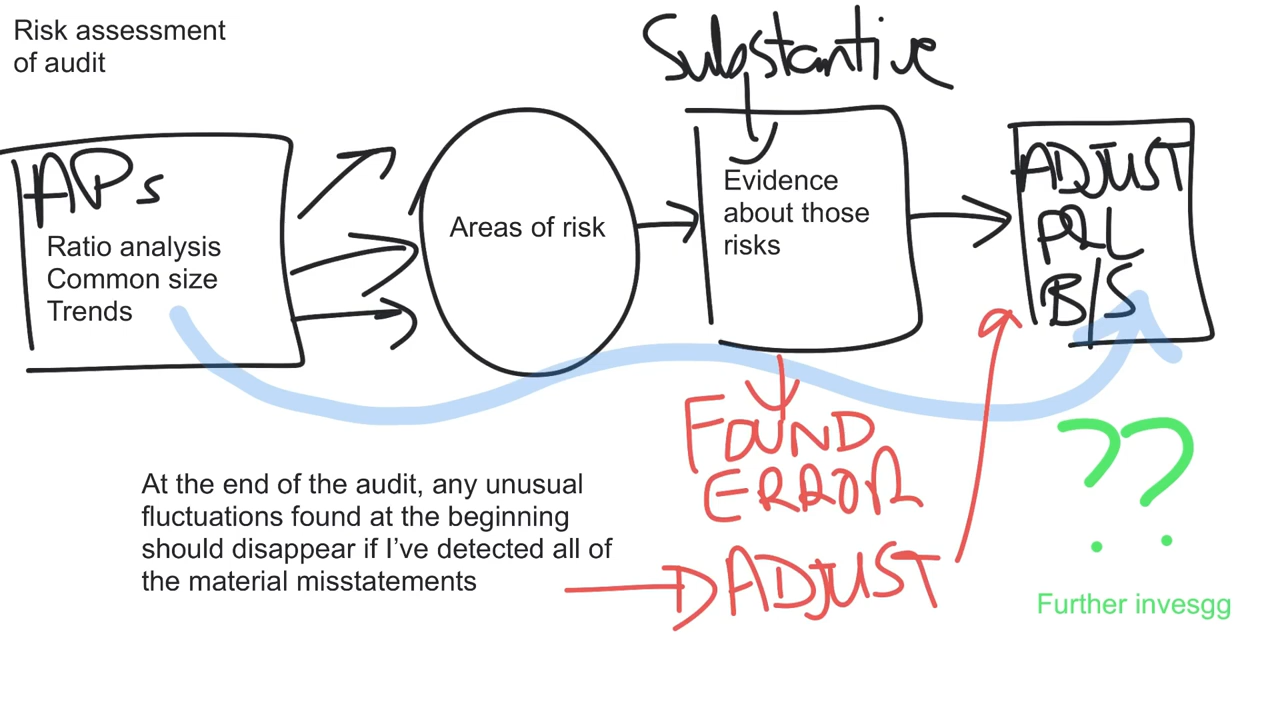 Risk assessment
of audit
Substantive
APs
Ratio analysis
Common size
Trends
Areas of risk
Evidence
about those
risks
ADJUST
P&L
B/S
FOUND
ERROR
ADJUST
At the end of the audit, any unusual
fluctuations found at the beginning
should disappear if I've detected all of
the material misstatements
??
Further invesgg